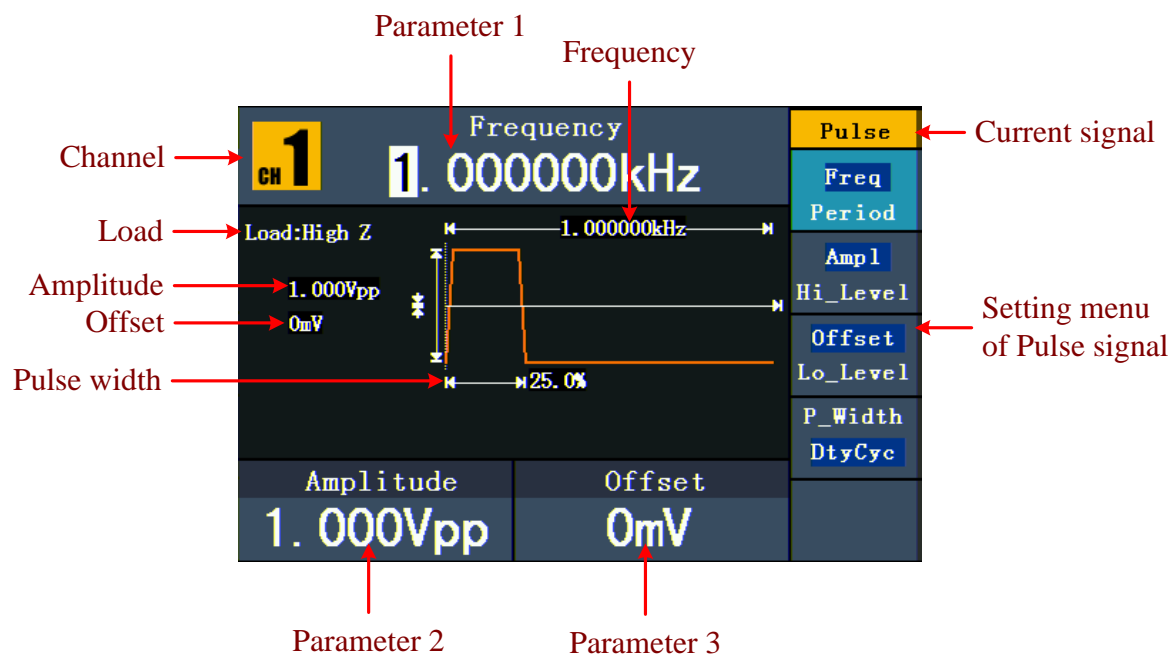 Parameter 1
Frequency
Channel
CH 1
Frequency
1. 000000kHz
Pulse
Current signal
Freq
Period
Load
Load:High Z
1. 000000kHz
Ampl
Hi_Level
Amplitude
1. 000Vpp
Offset
0mV
Offset
Lo_Level
Setting menu
of Pulse signal
Pulse width
25. 0%
P_Width
DtyCyc
Amplitude
1. 000Vpp
Offset
0mV
Parameter 2
Parameter 3